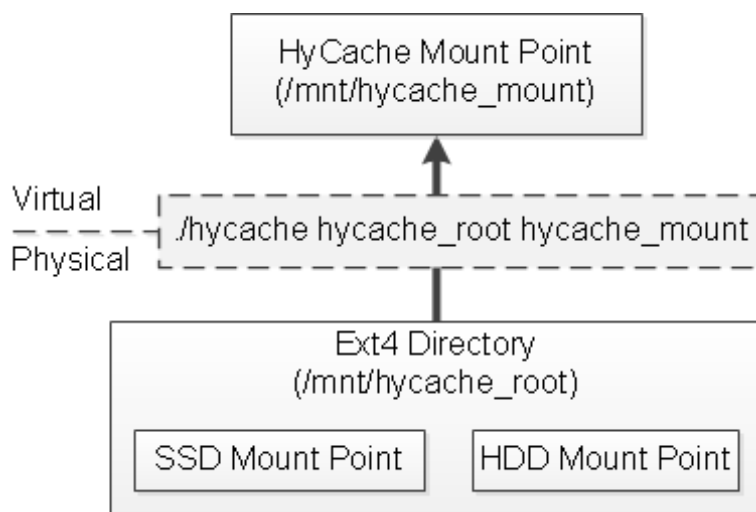 HyCache Mount Point
(/mnt/hycache_mount)
Virtual
./hycache hycache_root hycache_mount
Physical
Ext4 Directory
(/mnt/hycache_root)
SSD Mount Point
HDD Mount Point